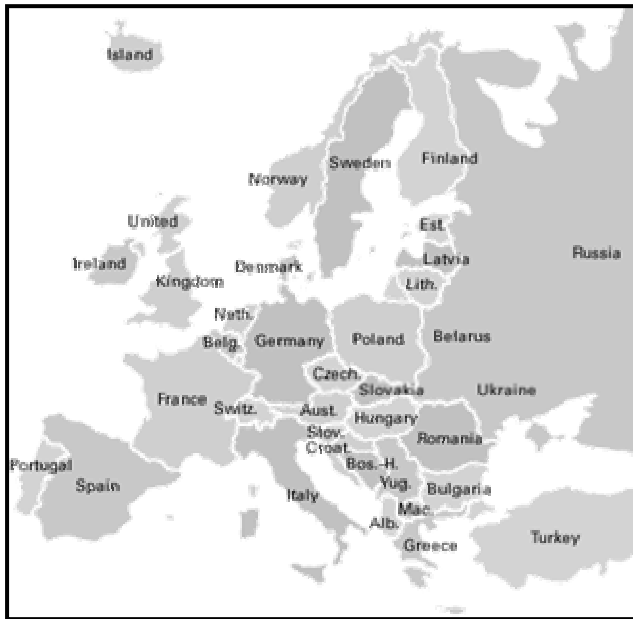 Island
Sweden
Finland
Norway
United
Est.
Russia
Ireland
Denmark
Latvia
Kingdom
Lith.
Neth.
Belg.
Germany
Poland
Belarus
Czech.
Slovakia
Ukraine
France
Switz.
Aust.
Hungary
Slov.
Romania
Croat.
Portugal
Bos.-H.
Spain
Yug.
Bulgaria
Italy
Mac.
Alb.
Turkey
Greece